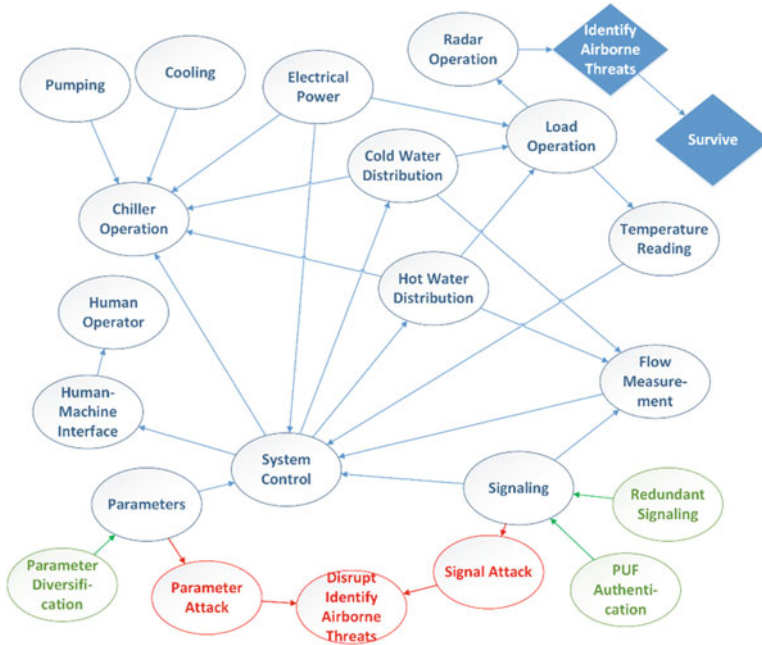 Radar
Operation
Identify
Airborne
Threats
Pumping
Cooling
Electrical
Power
Load
Operation
Survive
Cold Water
Distribution
Chiller
Operation
Temperature
Reading
Hot Water
Distribution
Human
Operator
Flow
Measure-
ment
Human-
Machine
Interface
System
Control
Parameters
Signaling
Redundant
Signaling
Parameter
Diversifi-
cation
Parameter
Attack
Disrupt
Identify
Airborne
Threats
Signal Attack
PUF
Authenti-
cation